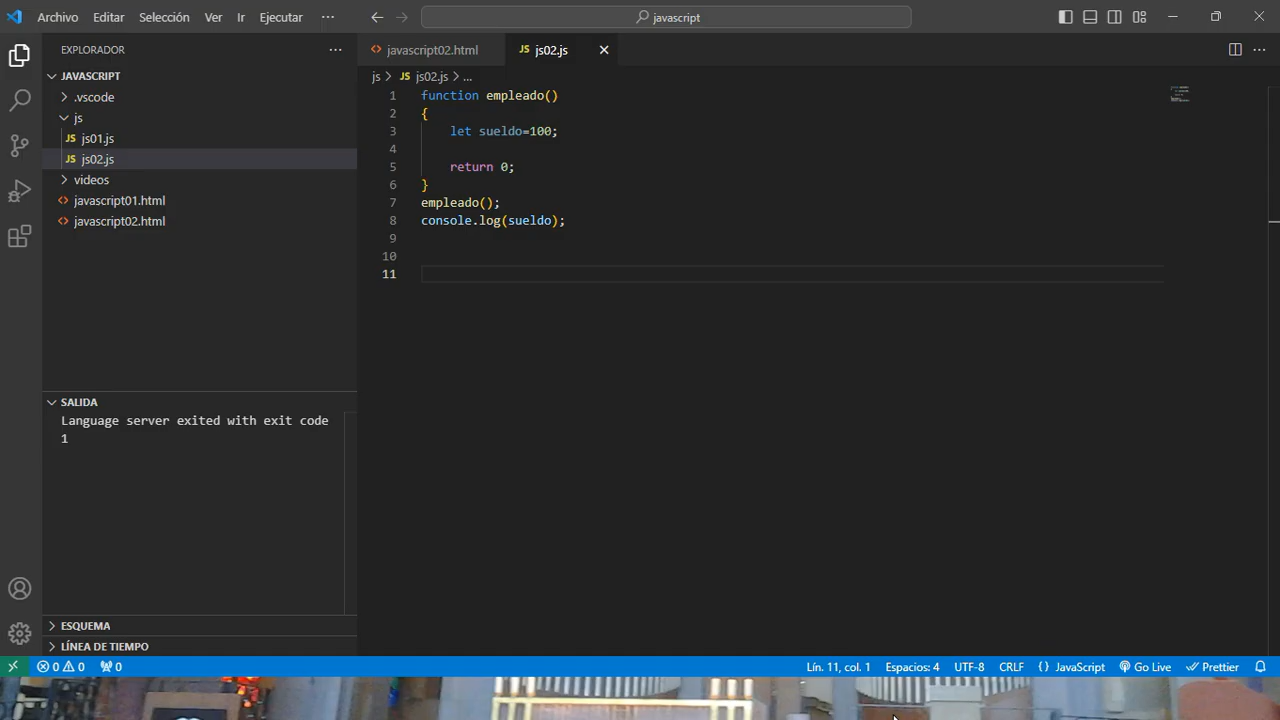 Archivo Editar Selección Ver Ir Ejecutar ···
javascript
EXPLORADOR ···
JAVASCRIPT
.vscode
js
JS js01.js
JS js02.js
videos
<> javascript01.html
<> javascript02.html
SALIDA
Language server exited with exit code
1
ESQUEMA
LÍNEA DE TIEMPO
<> javascript02.html
JS js02.js
js > JS js02.js > ...
1 function empleado()
2 {
3 let sueldo=100;
4
5 return 0;
6 }
7 empleado();
8 console.log(sueldo);
9
10
11
0 0 0
Lín. 11, col. 1 Espacios: 4 UTF-8 CRLF {} JavaScript Go Live Prettier